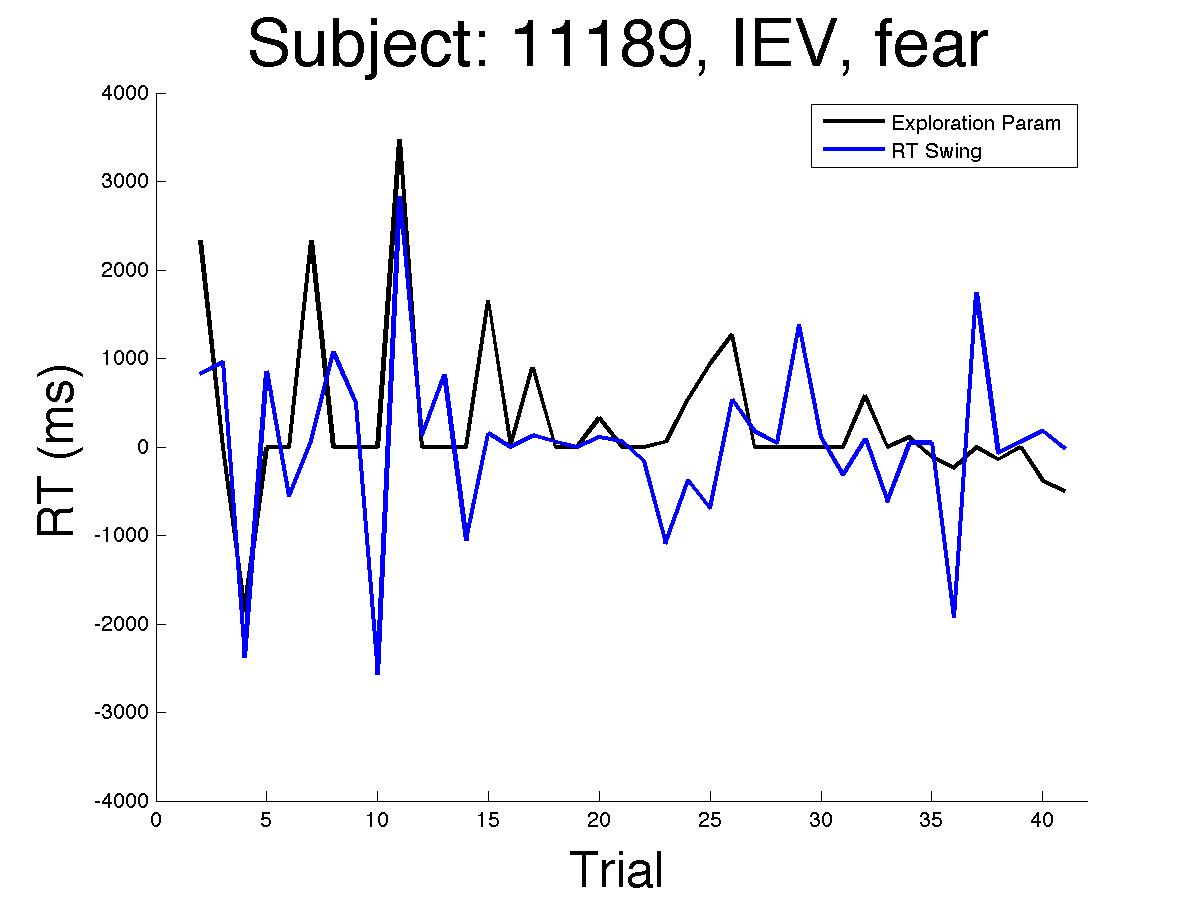 Subject: 11189, IEV, fear
Exploration Param
RT Swing
4000
3000
2000
1000
0
-1000
-2000
-3000
-4000
RT (ms)
0 5 10 15 20 25 30 35 40
Trial